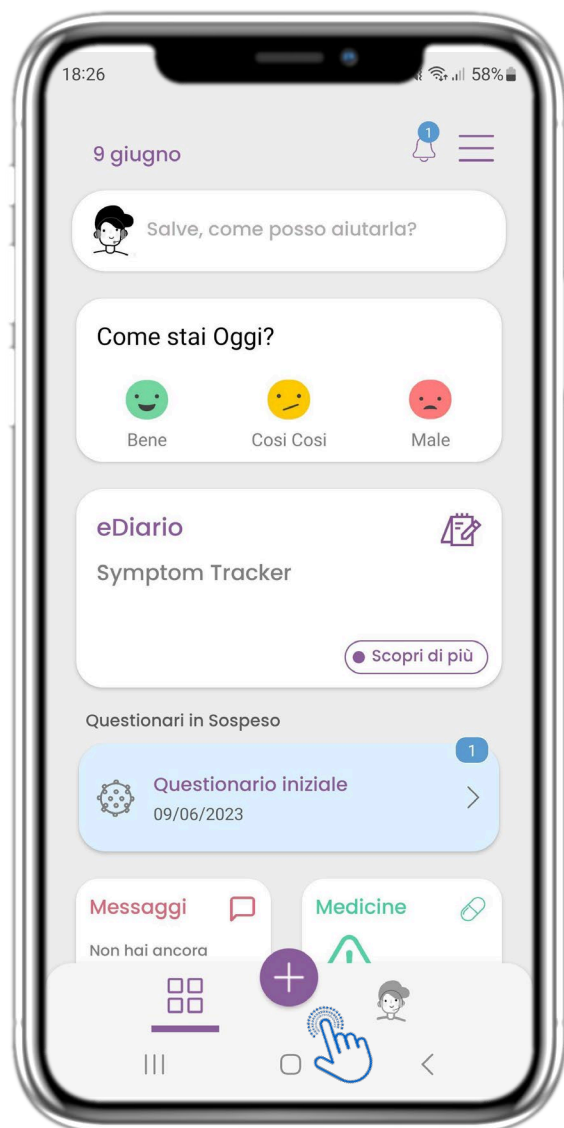 18:26
58%
9 giugno
1
Salve, come posso aiutarla?
Come stai Oggi?
Bene
Cosi Cosi
Male
eDiario
Symptom Tracker
Scopri di più
Questionari in Sospeso
1
Questionario iniziale
09/06/2023
Messaggi
Medicine
Non hai ancora